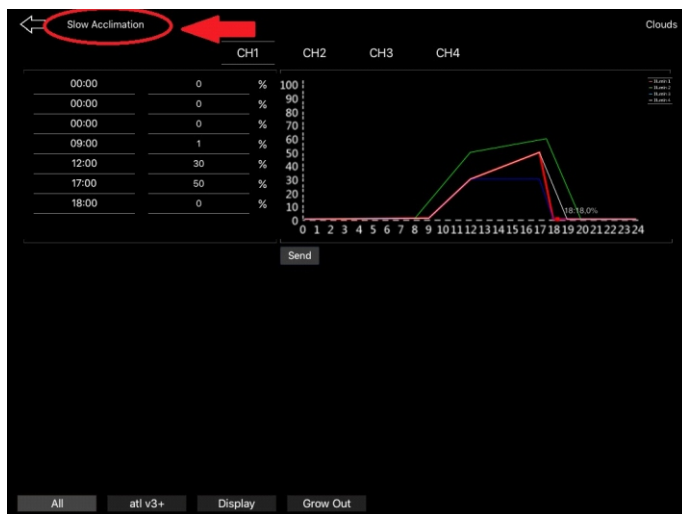 Slow Acclimation
Clouds
CH1 CH2 CH3 CH4
00:00 0 %
00:00 0 %
00:00 0 %
09:00 1 %
12:00 30 %
17:00 50 %
18:00 0 %
100
90
80
70
60
50
40
30
20
10
0
18:18,0%
0 1 2 3 4 5 6 7 8 9 10 11 12 13 14 15 16 17 18 19 20 21 22 23 24
Send
All atl v3+ Display Grow Out